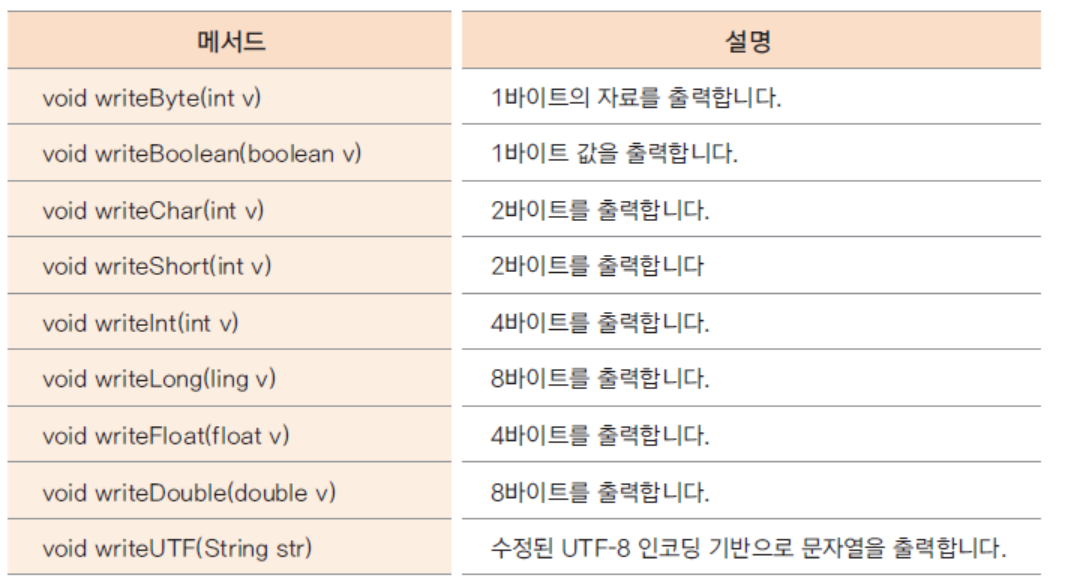 메서드 설명
void writeByte(int v) 1바이트의 자료를 출력합니다.
void writeBoolean(boolean v) 1바이트 값을 출력합니다.
void writeChar(int v) 2바이트를 출력합니다.
void writeShort(int v) 2바이트를 출력합니다
void writeInt(int v) 4바이트를 출력합니다.
void writeLong(ling v) 8바이트를 출력합니다.
void writeFloat(float v) 4바이트를 출력합니다.
void writeDouble(double v) 8바이트를 출력합니다.
void writeUTF(String str) 수정된 UTF-8 인코딩 기반으로 문자열을 출력합니다.